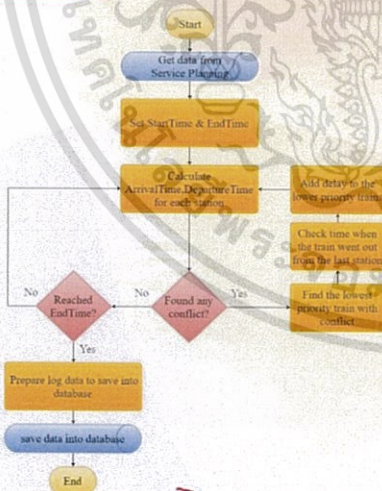 Start
Get data from
Service Planning
Set StartTime & EndTime
Calculate
ArrivalTime,DepartureTime
for each station
Add delay to the
lower priority trains
Check time when
the train went out
from the last station
Find the lowest
priority train with
conflict
Found any
conflict?
Yes
No
Reached
EndTime?
No
Yes
Prepare log data to save into
database
save data into database
End